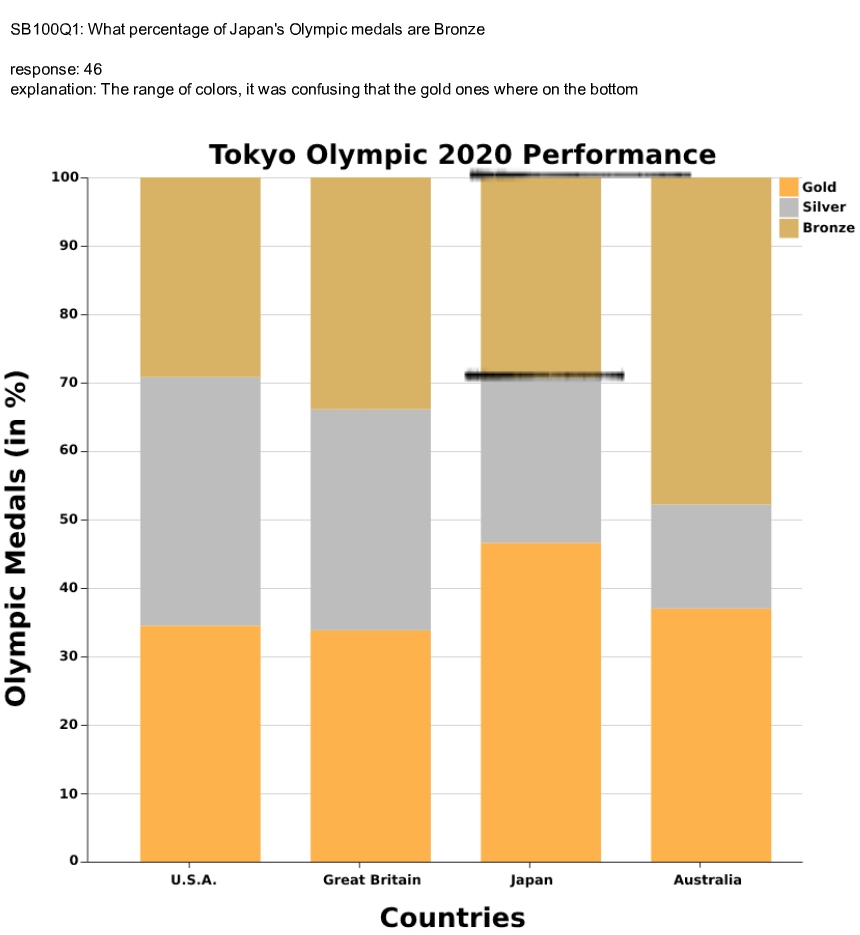 SB100Q1: What percentage of Japan's Olympic medals are Bronze
response: 46
explanation: The range of colors, it was confusing that the gold ones where on the bottom
Tokyo Olympic 2020 Performance
Gold
Silver
Bronze
Olympic Medals (in %)
100
90
80
70
60
50
40
30
20
10
0
U.S.A. Great Britain Japan Australia
Countries